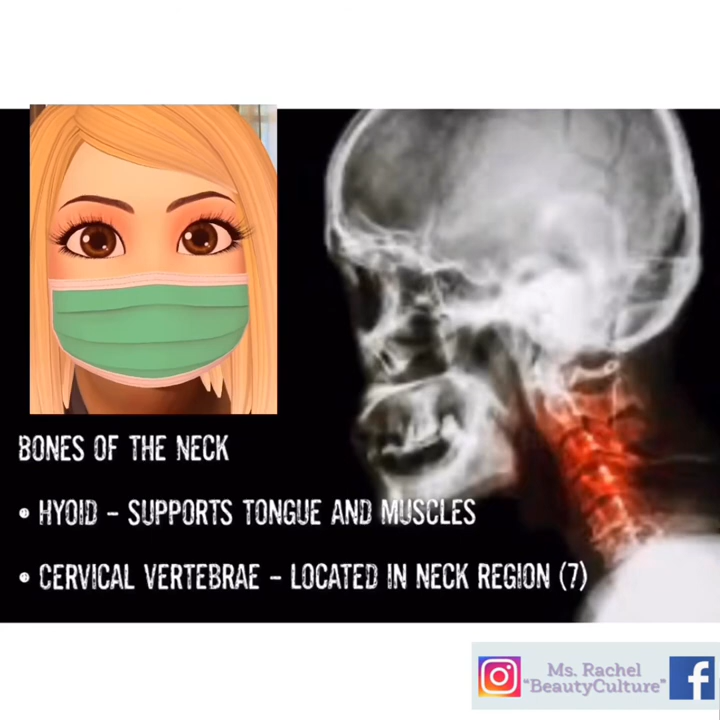 BONES OF THE NECK
• HYOID – SUPPORTS TONGUE AND MUSCLES
• CERVICAL VERTEBRAE – LOCATED IN NECK REGION (7)
Ms. Rachel
"BeautyCulture"